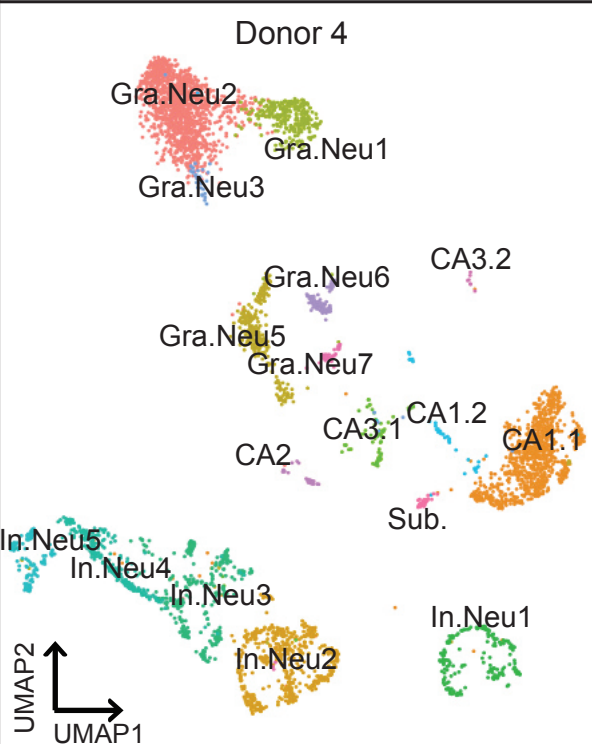 Donor 4
Gra.Neu2
Gra.Neu1
Gra.Neu3
CA3.2
Gra.Neu6
Gra.Neu5
Gra.Neu7
CA1.2
CA3.1
CA1.1
CA2
Sub.
In.Neu5
In.Neu4
In.Neu3
In.Neu1
In.Neu2
UMAP2
UMAP1